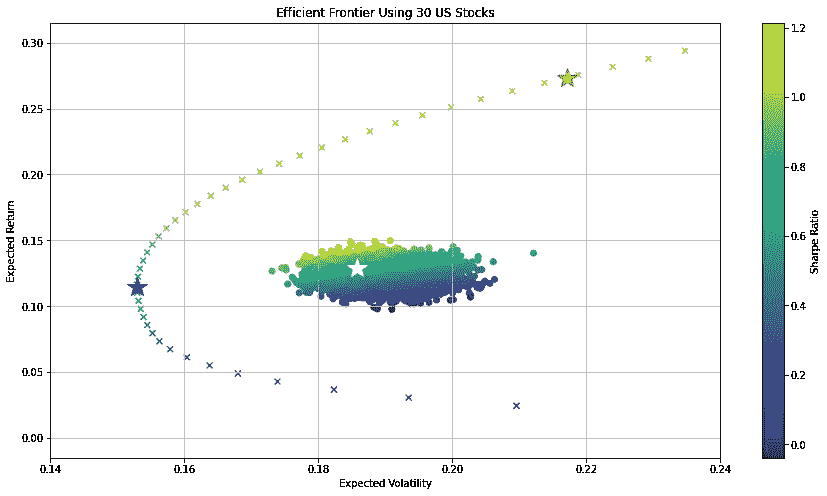 Efficient Frontier Using 30 US Stocks
0.30
0.25
0.20
0.15
0.10
0.05
0.00
Expected Return
0.14 0.16 0.18 0.20 0.22 0.24
Expected Volatility
1.2
1.0
0.8
0.6
0.4
0.2
0.0
Sharpe Ratio